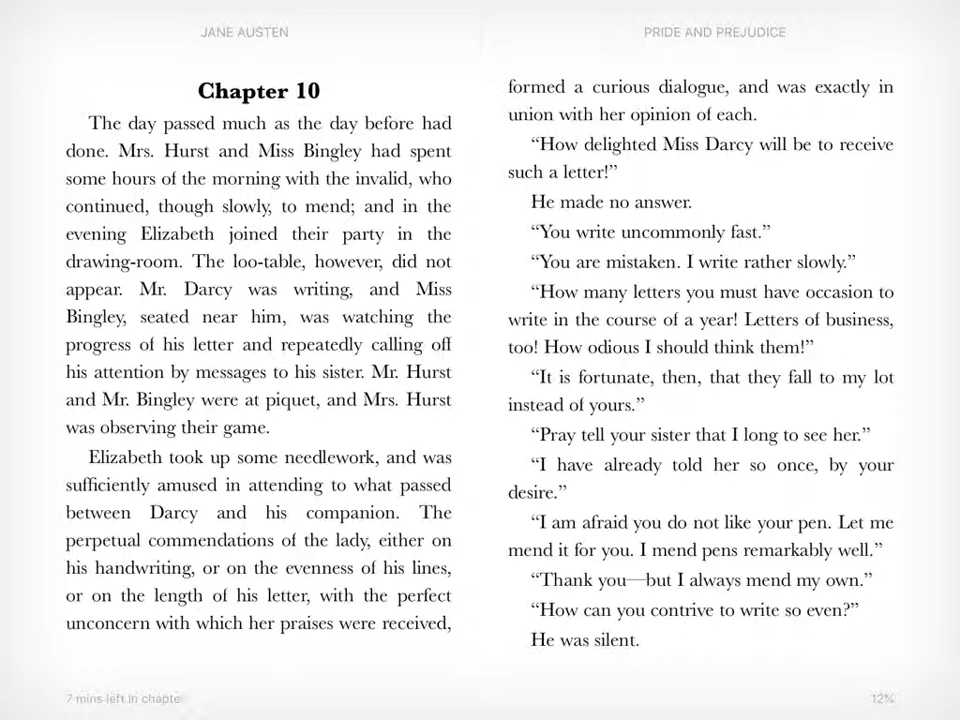 JANE AUSTEN
Chapter 10
The day passed much as the day before had
done. Mrs. Hurst and Miss Bingley had spent
some hours of the morning with the invalid, who
continued, though slowly, to mend; and in the
evening Elizabeth joined their party in the
drawing-room. The loo-table, however, did not
appear. Mr. Darcy was writing, and Miss
Bingley, seated near him, was watching the
progress of his letter and repeatedly calling off
his attention by messages to his sister. Mr. Hurst
and Mr. Bingley were at piquet, and Mrs. Hurst
was observing their game.
Elizabeth took up some needlework, and was
sufficiently amused in attending to what passed
between Darcy and his companion. The
perpetual commendations of the lady, either on
his handwriting, or on the evenness of his lines,
or on the length of his letter, with the perfect
unconcern with which her praises were received,
7 mins left in chapte
PRIDE AND PREJUDICE
formed a curious dialogue, and was exactly in
union with her opinion of each.
“How delighted Miss Darcy will be to receive
such a letter!”
He made no answer.
“You write uncommonly fast.”
“You are mistaken. I write rather slowly.”
“How many letters you must have occasion to
write in the course of a year! Letters of business,
too! How odious I should think them!”
“It is fortunate, then, that they fall to my lot
instead of yours.”
“Pray tell your sister that I long to see her.”
“I have already told her so once, by your
desire.”
“I am afraid you do not like your pen. Let me
mend it for you. I mend pens remarkably well.”
“Thank you—but I always mend my own.”
“How can you contrive to write so even?”
He was silent.
12%